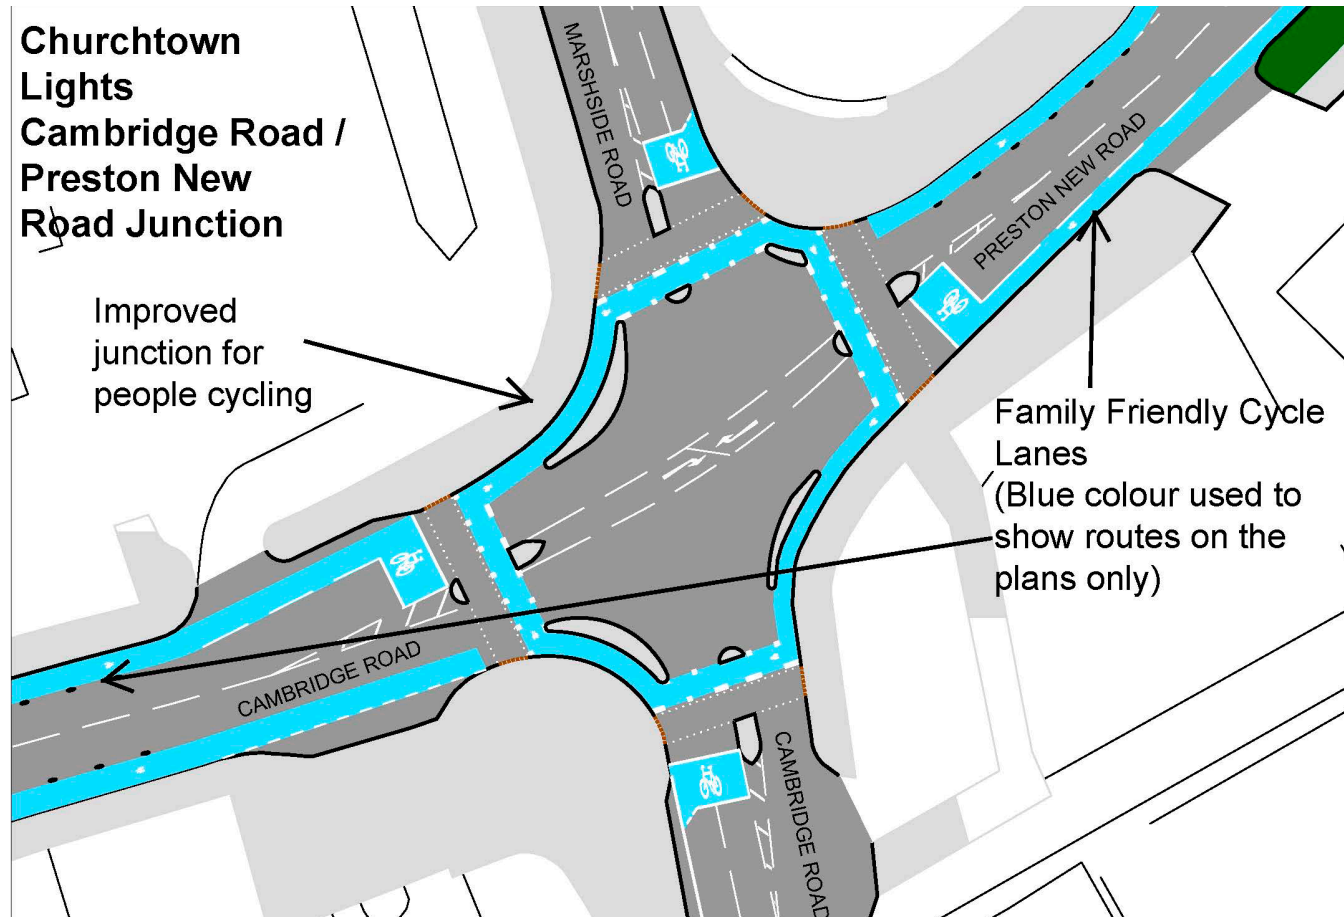 Churchtown
Lights
Cambridge Road /
Preston New
Road Junction
MARSHSIDE ROAD
PRESTON NEW ROAD
Improved
junction for
people cycling
Family Friendly Cycle
Lanes
(Blue colour used to
show routes on the
plans only)
CAMBRIDGE ROAD
CAMBRIDGE ROAD